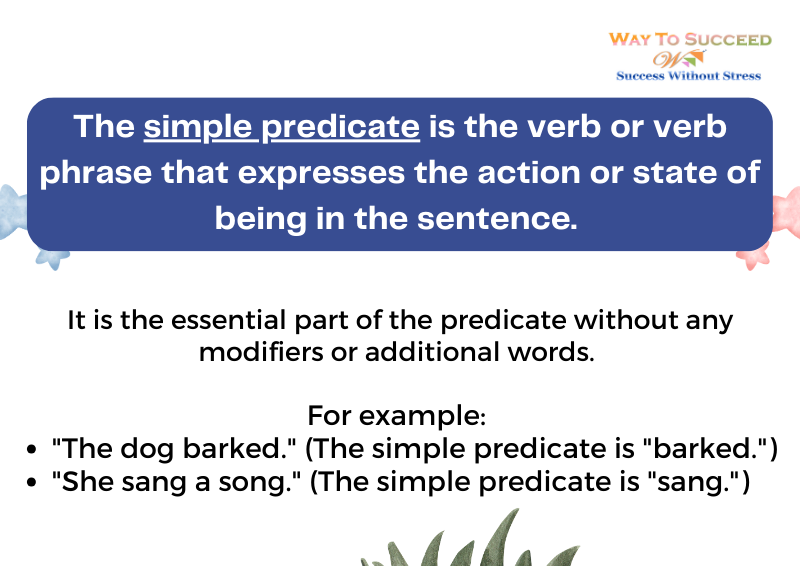 WAY TO SUCCEED
W
Success Without Stress
The simple predicate is the verb or verb
phrase that expresses the action or state of
being in the sentence.
It is the essential part of the predicate without any
modifiers or additional words.
For example:
• "The dog barked." (The simple predicate is "barked.")
• "She sang a song." (The simple predicate is "sang.")